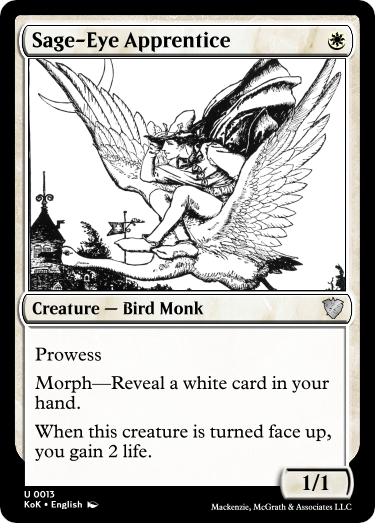 Sage-Eye Apprentice
Creature — Bird Monk
Prowess
Morph—Reveal a white card in your
hand.
When this creature is turned face up,
you gain 2 life.
1/1
U 0013
KoK • English
Mackenzie, McGrath & Associates LLC